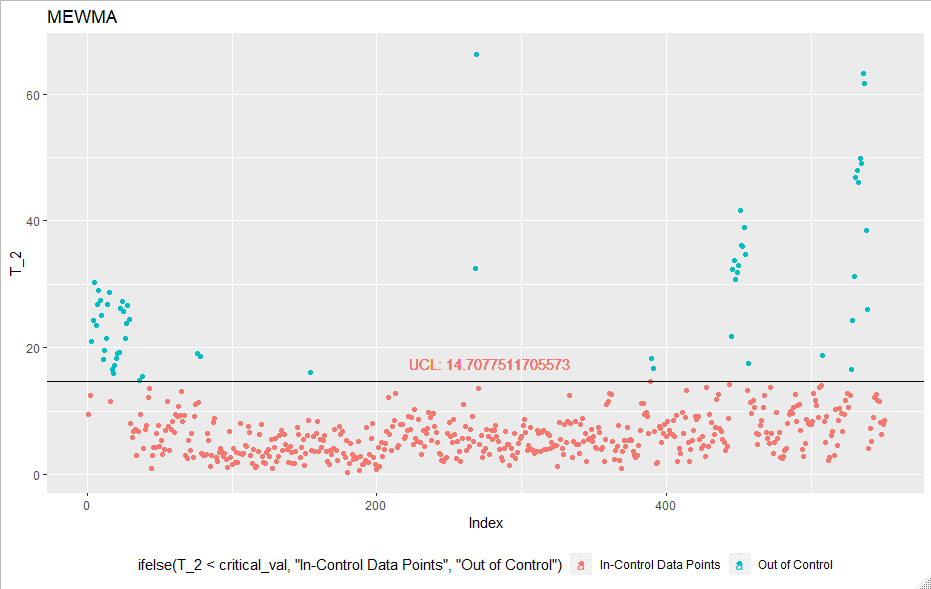 MEWMA
60
40
20
0
T_2
UCL: 14.7077511705573
0 200 400
Index
ifelse(T_2 < critical_val, "In-Control Data Points", "Out of Control") a In-Control Data Points a Out of Control